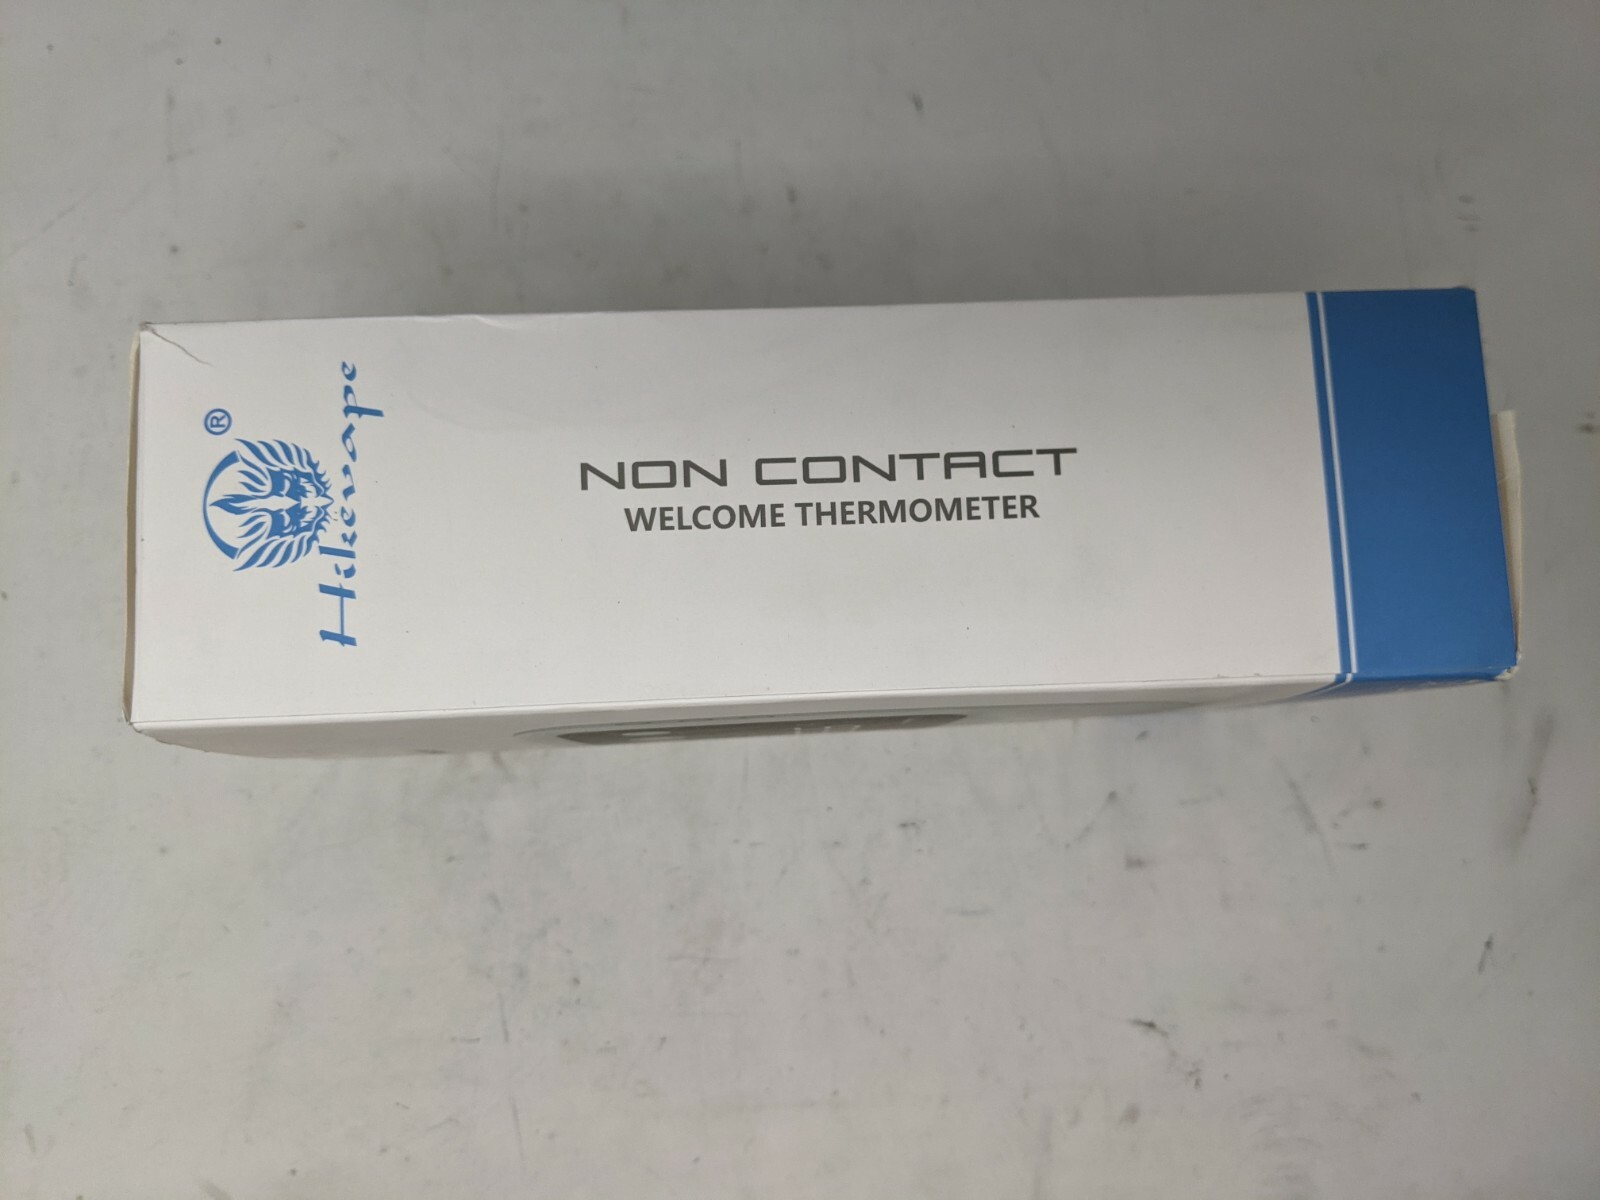 ®
Hikevape
NON CONTACT
WELCOME THERMOMETER